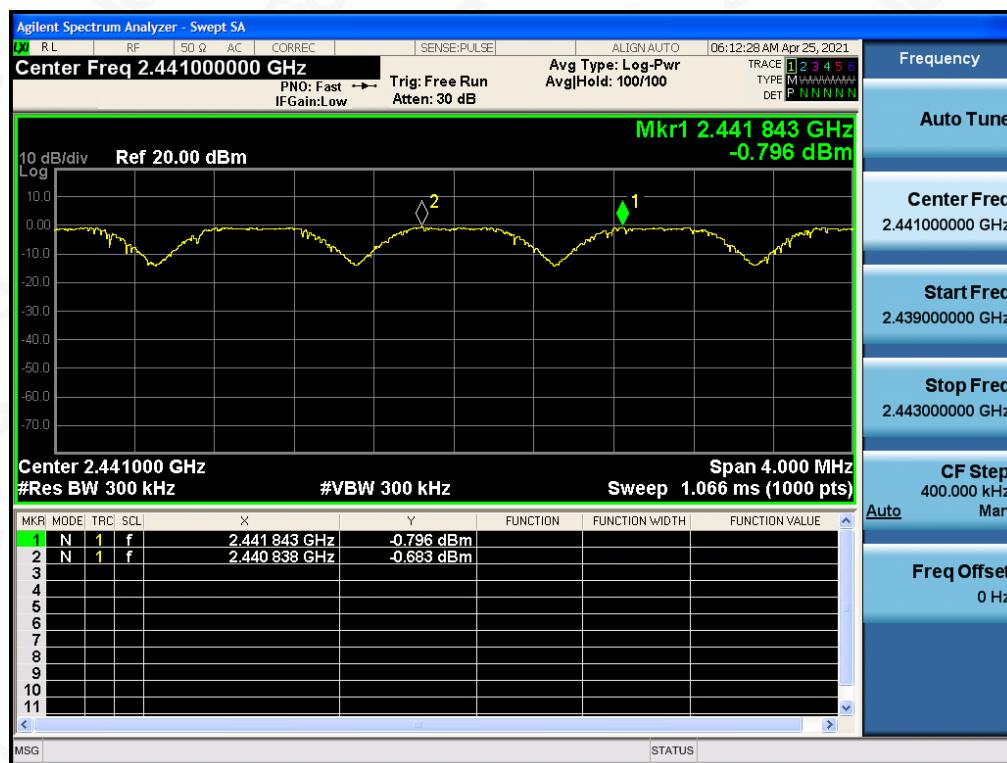 Agilent Spectrum Analyzer - Swept SA
LXI RL RF 50 Ω AC CORREC SENSE:PULSE ALIGN AUTO 06:12:28 AM Apr 25, 2021
Center Freq 2.441000000 GHz
PNO: Fast
IFGain:Low
Trig: Free Run
Atten: 30 dB
Avg Type: Log-Pwr
Avg|Hold: 100/100
TRACE 1 2 3 4 5 6
TYPE M WWWWW
DET P N N N N N
Mkr1 2.441 843 GHz
-0.796 dBm
10 dB/div Ref 20.00 dBm
Log
10.0
0.00
-10.0
-20.0
-30.0
-40.0
-50.0
-60.0
-70.0
2
1
Center 2.441000 GHz Span 4.000 MHz
#Res BW 300 kHz #VBW 300 kHz Sweep 1.066 ms (1000 pts)
MKR MODE TRC SCL X Y FUNCTION FUNCTION WIDTH FUNCTION VALUE
1 N 1 f 2.441 843 GHz -0.796 dBm
2 N 1 f 2.440 838 GHz -0.683 dBm
3
4
5
6
7
8
9
10
11
MSG STATUS
Frequency
Auto Tune
Center Freq
2.441000000 GHz
Start Freq
2.439000000 GHz
Stop Freq
2.443000000 GHz
CF Step
400.000 kHz
Auto Man
Freq Offset
0 Hz